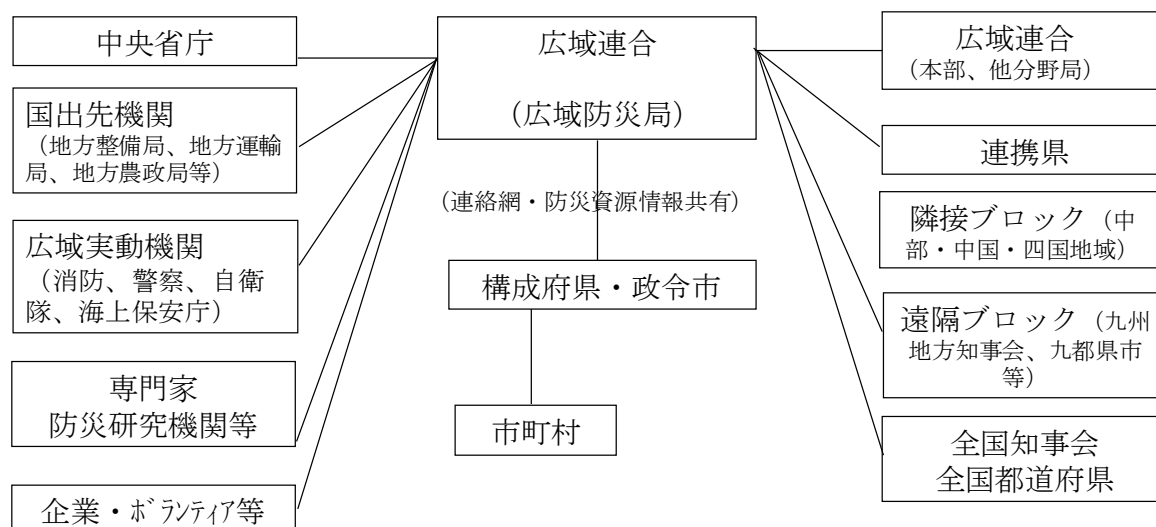 中央省庁
国出先機関
（地方整備局、地方運輸
局、地方農政局等）
広域実動機関
（消防、警察、自衛
隊、海上保安庁）
専門家
防災研究機関等
企業・ﾎﾞﾗﾝﾃｨｱ等
広域連合
（広域防災局）
（連絡網・防災資源情報共有）
構成府県・政令市
市町村
広域連合
（本部、他分野局）
連携県
隣接ブロック（中
部・中国・四国地域）
遠隔ブロック（九州
地方知事会、九都県市
等）
全国知事会
全国都道府県